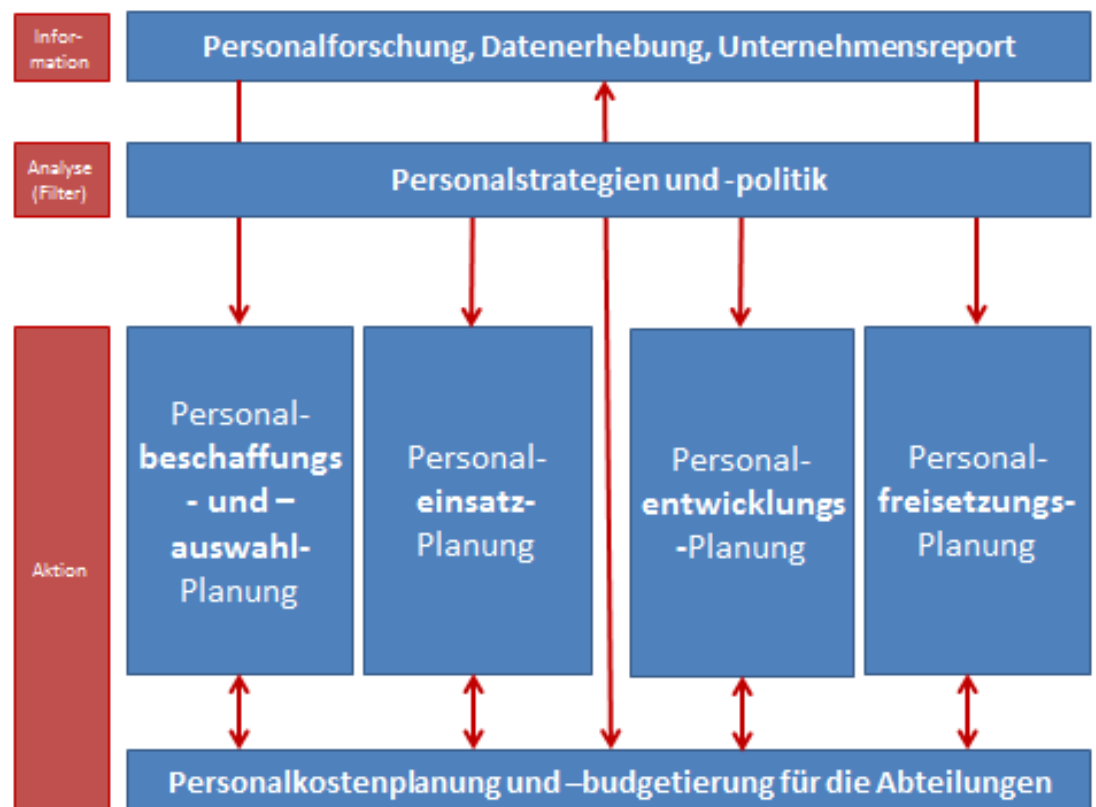 Infor-
mation
Personalforschung, Datenerhebung, Unternehmensreport
Analyse
(Filter)
Personalstrategien und -politik
Aktion
Personal-
beschaffungs
- und –
auswahl-
Planung
Personal-
einsatz-
Planung
Personal-
entwicklungs
-Planung
Personal-
freisetzungs-
Planung
Personalkostenplanung und –budgetierung für die Abteilungen